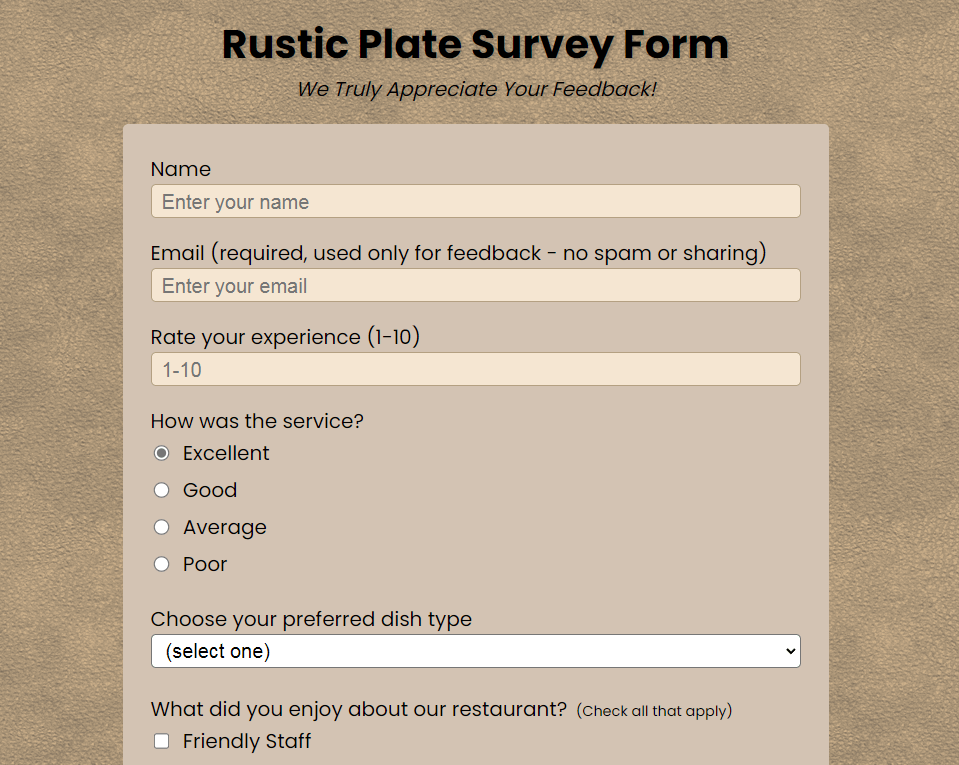 Rustic Plate Survey Form
We Truly Appreciate Your Feedback!
Name
Enter your name
Email (required, used only for feedback - no spam or sharing)
Enter your email
Rate your experience (1-10)
1-10
How was the service?
Excellent
Good
Average
Poor
Choose your preferred dish type
(select one)
What did you enjoy about our restaurant? (Check all that apply)
Friendly Staff